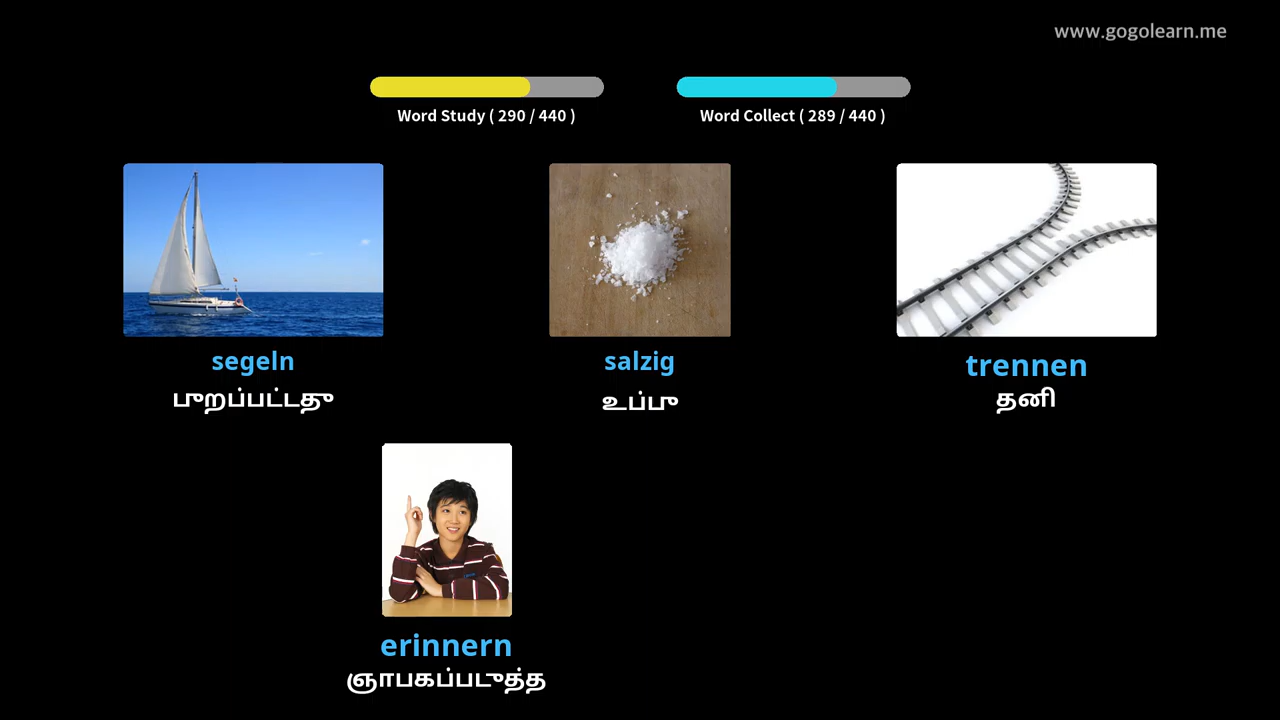 www.gogolearn.me
Word Study ( 290 / 440 )
Word Collect ( 289 / 440 )
segeln
புறப்பட்டது
salzig
உப்பு
trennen
தனி
erinnern
ஞாபகப்படுத்த